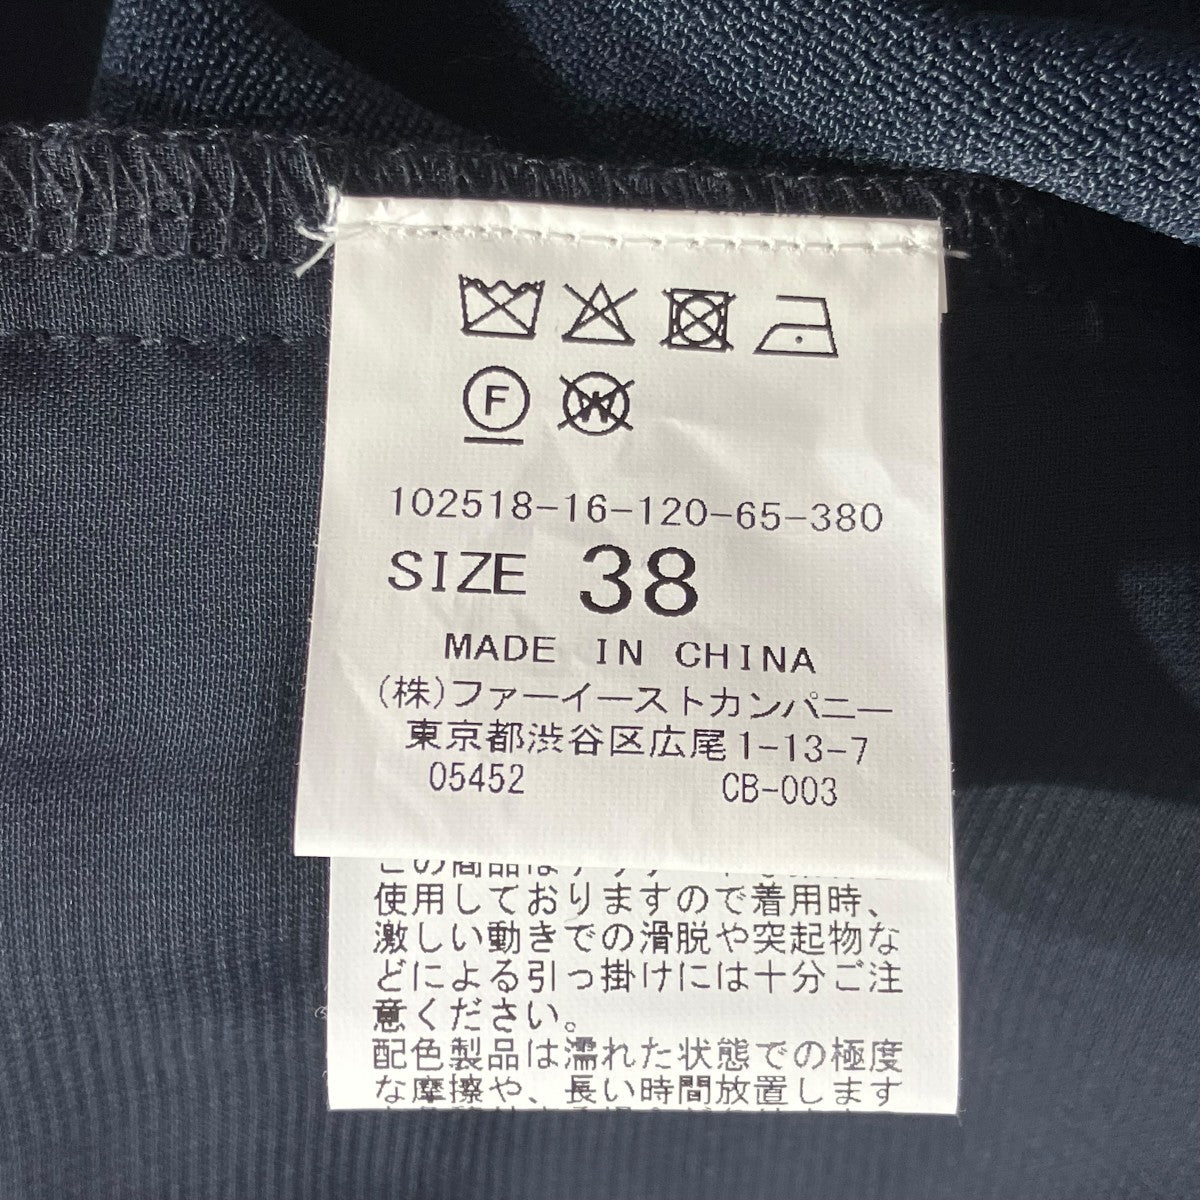 F
W
102518-16-120-65-380
SIZE 38
MADE IN CHINA
(株)ファーイーストカンパニー
東京都渋谷区広尾1-13-7
05452 CB-003
この商品は
使用しておりますので着用時、
激しい動きでの滑脱や突起物な
どによる引っ掛けには十分ご注
意ください。
配色製品は濡れた状態での極度
な摩擦や、長い時間放置します